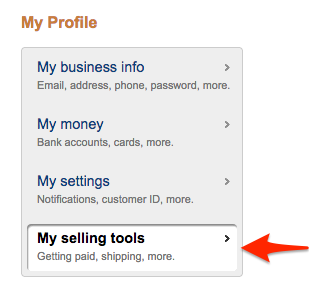 My Profile
My business info
Email, address, phone, password, more.
My money
Bank accounts, cards, more.
My settings
Notifications, customer ID, more.
My selling tools
Getting paid, shipping, more.